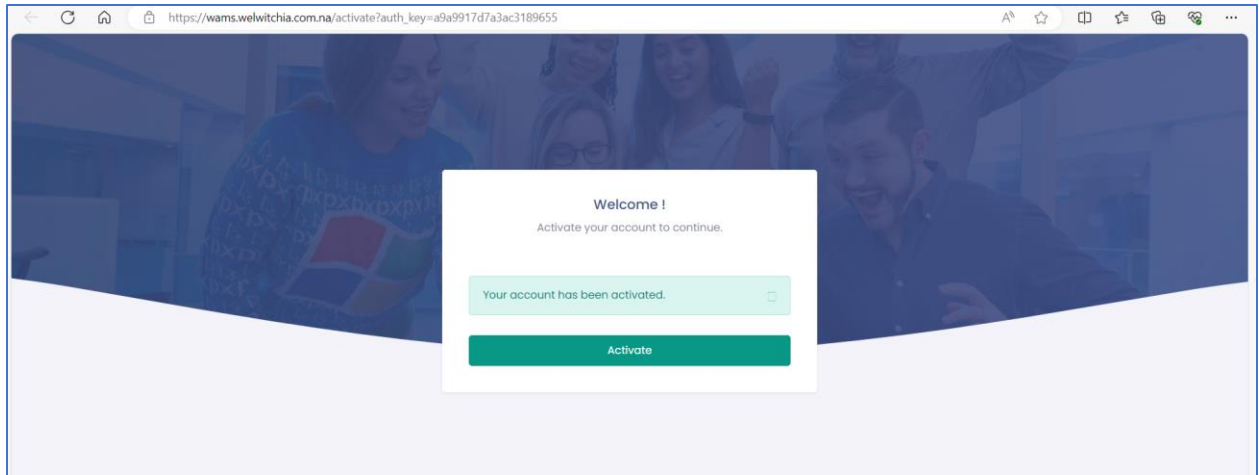 https://wams.welwitchia.com.na/activate?auth_key=a9a9917d7a3ac3189655
Welcome !
Activate your account to continue.
Your account has been activated.
Activate